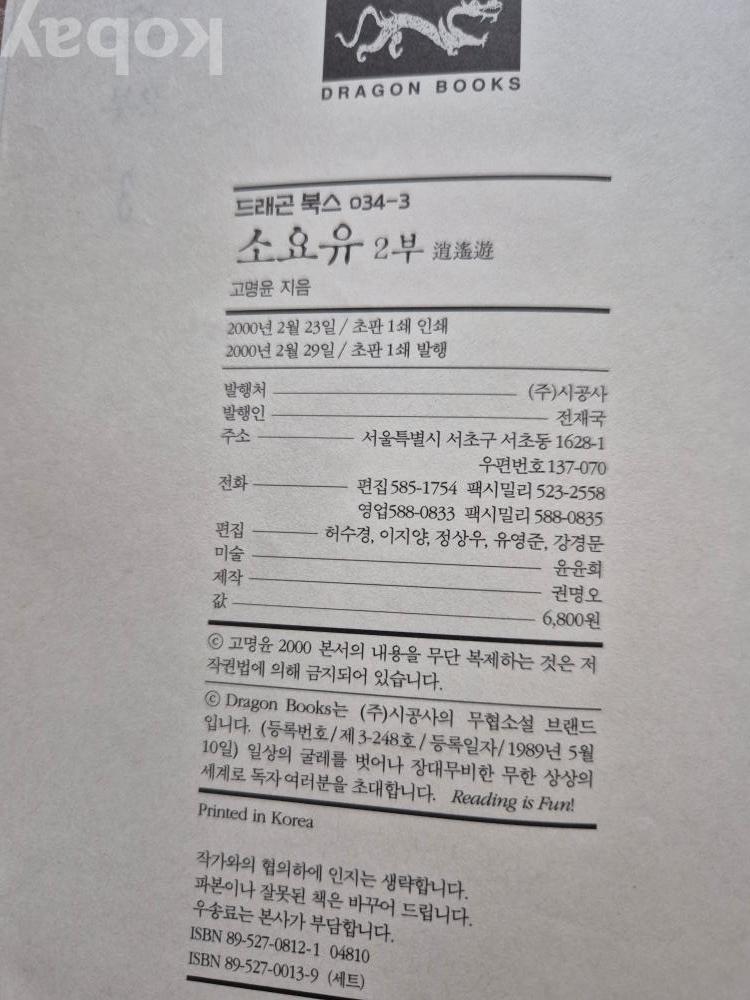 kobay
DRAGON BOOKS
드래곤 북스 034-3
소요유 2부 逍遙遊
고명윤 지음
2000년 2월 23일 / 초판 1쇄 인쇄
2000년 2월 29일 / 초판 1쇄 발행
발행처 (주)시공사
발행인 전재국
주소 서울특별시 서초구 서초동 1628-1
우편번호 137-070
전화 편집 585-1754 팩시밀리 523-2558
영업 588-0833 팩시밀리 588-0835
편집 허수경, 이지양, 정상우, 유영준, 강경문
미술 윤윤희
제작 권명오
값 6,800원
ⓒ 고명윤 2000 본서의 내용을 무단 복제하는 것은 저
작권법에 의해 금지되어 있습니다.
ⓒ Dragon Books는 (주)시공사의 무협소설 브랜드
입니다. (등록번호/제3-248호/등록일자/1989년 5월
10일) 일상의 굴레를 벗어나 장대무비한 무한 상상의
세계로 독자 여러분을 초대합니다. Reading is Fun!
Printed in Korea
작가와의 협의하에 인지는 생략합니다.
파본이나 잘못된 책은 바꾸어 드립니다.
우송료는 본사가 부담합니다.
ISBN 89-527-0812-1 04810
ISBN 89-527-0013-9 (세트)